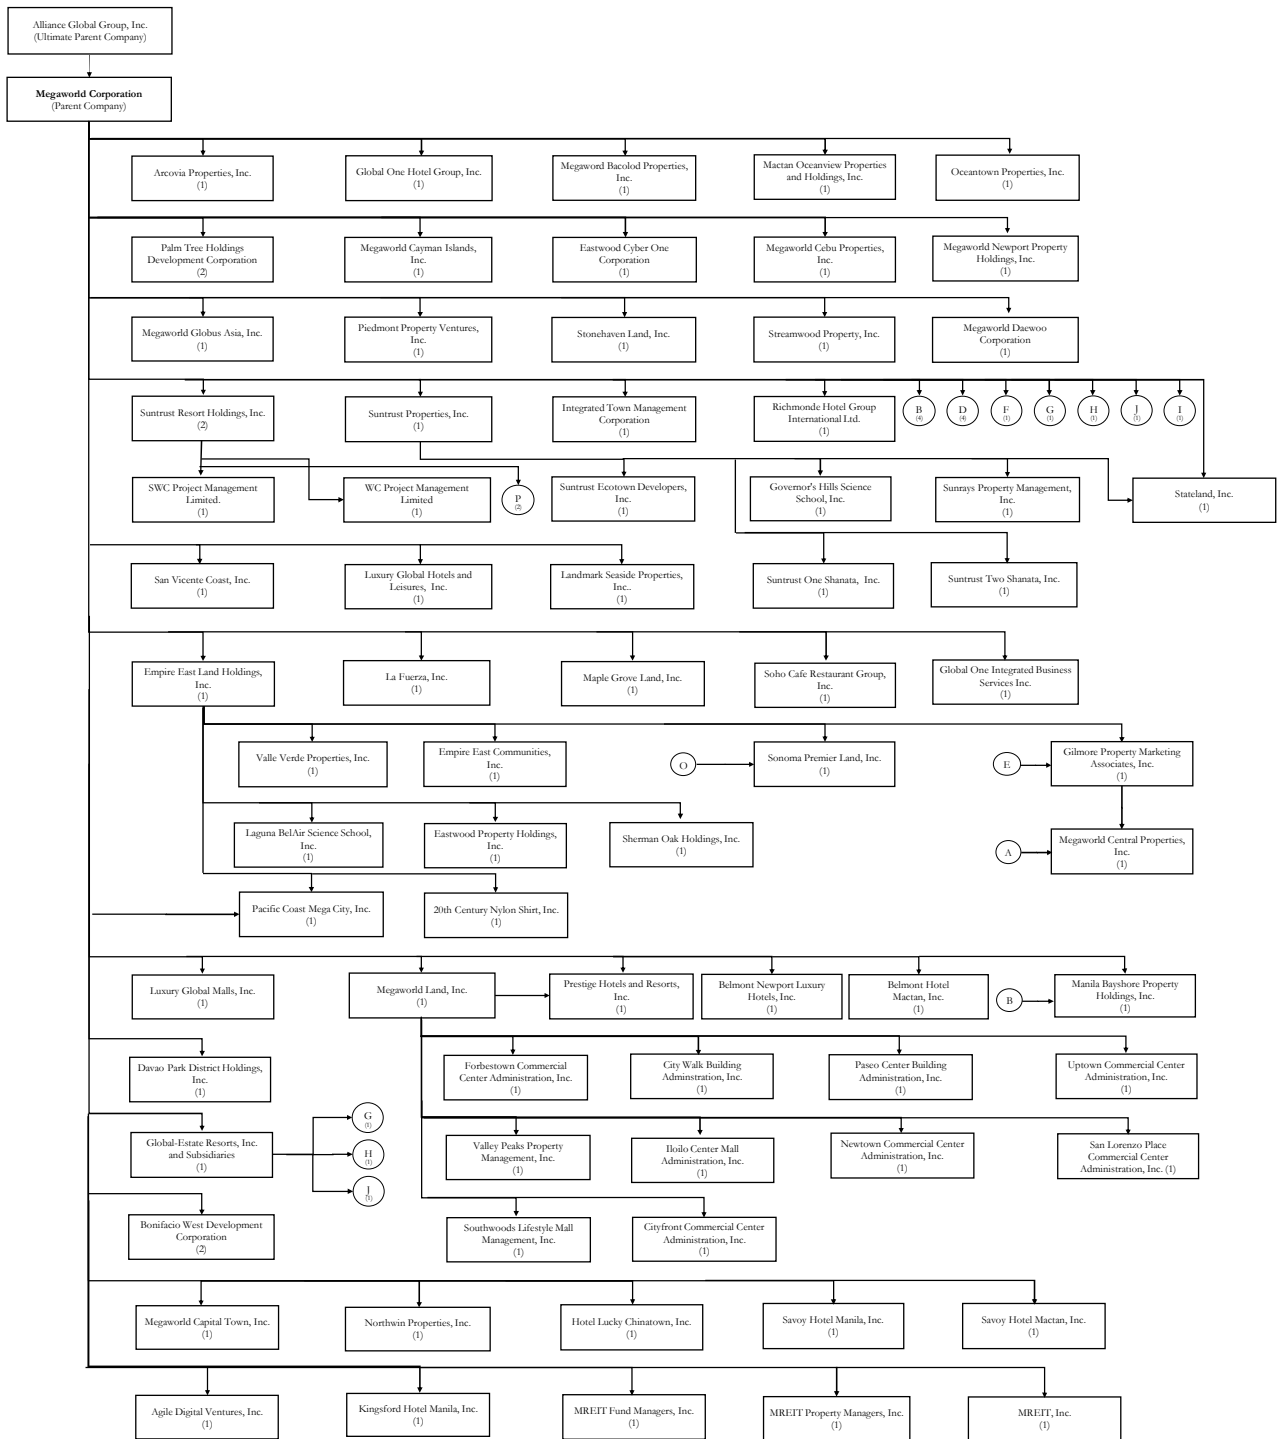 Alliance Global Group, Inc.
(Ultimate Parent Company)
Megaworld Corporation
(Parent Company)
Arcovia Properties, Inc.
(1)
Global One Hotel Group, Inc.
(1)
Megaword Bacolod Properties,
Inc.
(1)
Mactan Oceanview Properties
and Holdings, Inc.
(1)
Oceantown Properties, Inc.
(1)
Palm Tree Holdings
Development Corporation
(2)
Megaworld Cayman Islands,
Inc.
(1)
Eastwood Cyber One
Corporation
(1)
Megaworld Cebu Properties,
Inc.
(1)
Megaworld Newport Property
Holdings, Inc.
(1)
Megaworld Globus Asia, Inc.
(1)
Piedmont Property Ventures,
Inc.
(1)
Stonehaven Land, Inc.
(1)
Streamwood Property, Inc.
(1)
Megaworld Daewoo
Corporation
(1)
Suntrust Resort Holdings, Inc.
(2)
Suntrust Properties, Inc.
(1)
Integrated Town Management
Corporation
(1)
Richmonde Hotel Group
International Ltd.
(1)
B
(4)
D
(4)
F
(1)
G
(1)
H
(1)
J
(1)
I
(1)
SWC Project Management
Limited.
(1)
WC Project Management
Limited
(1)
P
(2)
Suntrust Ecotown Developers,
Inc.
(1)
Governor's Hills Science
School, Inc.
(1)
Sunrays Property Management,
Inc.
(1)
Stateland, Inc.
(1)
San Vicente Coast, Inc.
(1)
Luxury Global Hotels and
Leisures, Inc.
(1)
Landmark Seaside Properties,
Inc..
(1)
Suntrust One Shanata, Inc.
(1)
Suntrust Two Shanata, Inc.
(1)
Empire East Land Holdings,
Inc.
(1)
La Fuerza, Inc.
(1)
Maple Grove Land, Inc.
(1)
Soho Cafe Restaurant Group,
Inc.
(1)
Global One Integrated Business
Services Inc.
(1)
Valle Verde Properties, Inc.
(1)
Empire East Communities,
Inc.
(1)
O
Sonoma Premier Land, Inc.
(1)
E
Gilmore Property Marketing
Associates, Inc.
(1)
Laguna BelAir Science School,
Inc.
(1)
Eastwood Property Holdings,
Inc.
(1)
Sherman Oak Holdings, Inc.
(1)
A
Megaworld Central Properties,
Inc.
(1)
Pacific Coast Mega City, Inc.
(1)
20th Century Nylon Shirt, Inc.
(1)
Luxury Global Malls, Inc.
(1)
Megaworld Land, Inc.
(1)
Prestige Hotels and Resorts,
Inc.
(1)
Belmont Newport Luxury
Hotels, Inc.
(1)
Belmont Hotel
Mactan, Inc.
(1)
B
Manila Bayshore Property
Holdings, Inc.
(1)
Davao Park District Holdings,
Inc.
(1)
Forbestown Commercial
Center Administration, Inc.
(1)
City Walk Building
Adminstration, Inc.
(1)
Paseo Center Building
Administration, Inc.
(1)
Uptown Commercial Center
Administration, Inc.
(1)
Global-Estate Resorts, Inc.
and Subsidiaries
(1)
G
(1)
H
(1)
J
(1)
Valley Peaks Property
Management, Inc.
(1)
Iloilo Center Mall
Administration, Inc.
(1)
Newtown Commercial Center
Administration, Inc.
(1)
San Lorenzo Place
Commercial Center
Administration, Inc. (1)
Bonifacio West Development
Corporation
(2)
Southwoods Lifestyle Mall
Management, Inc.
(1)
Cityfront Commercial Center
Administration, Inc.
(1)
Megaworld Capital Town, Inc.
(1)
Northwin Properties, Inc.
(1)
Hotel Lucky Chinatown, Inc.
(1)
Savoy Hotel Manila, Inc.
(1)
Savoy Hotel Mactan, Inc.
(1)
Agile Digital Ventures, Inc.
(1)
Kingsford Hotel Manila, Inc.
(1)
MREIT Fund Managers, Inc.
(1)
MREIT Property Managers, Inc.
(1)
MREIT, Inc.
(1)